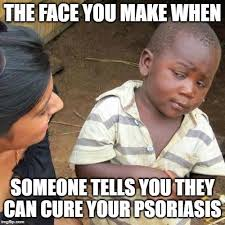 THE FACE YOU MAKE WHEN
SOMEONE TELLS YOU THEY
CAN CURE YOUR PSORIASIS
imgflip.com